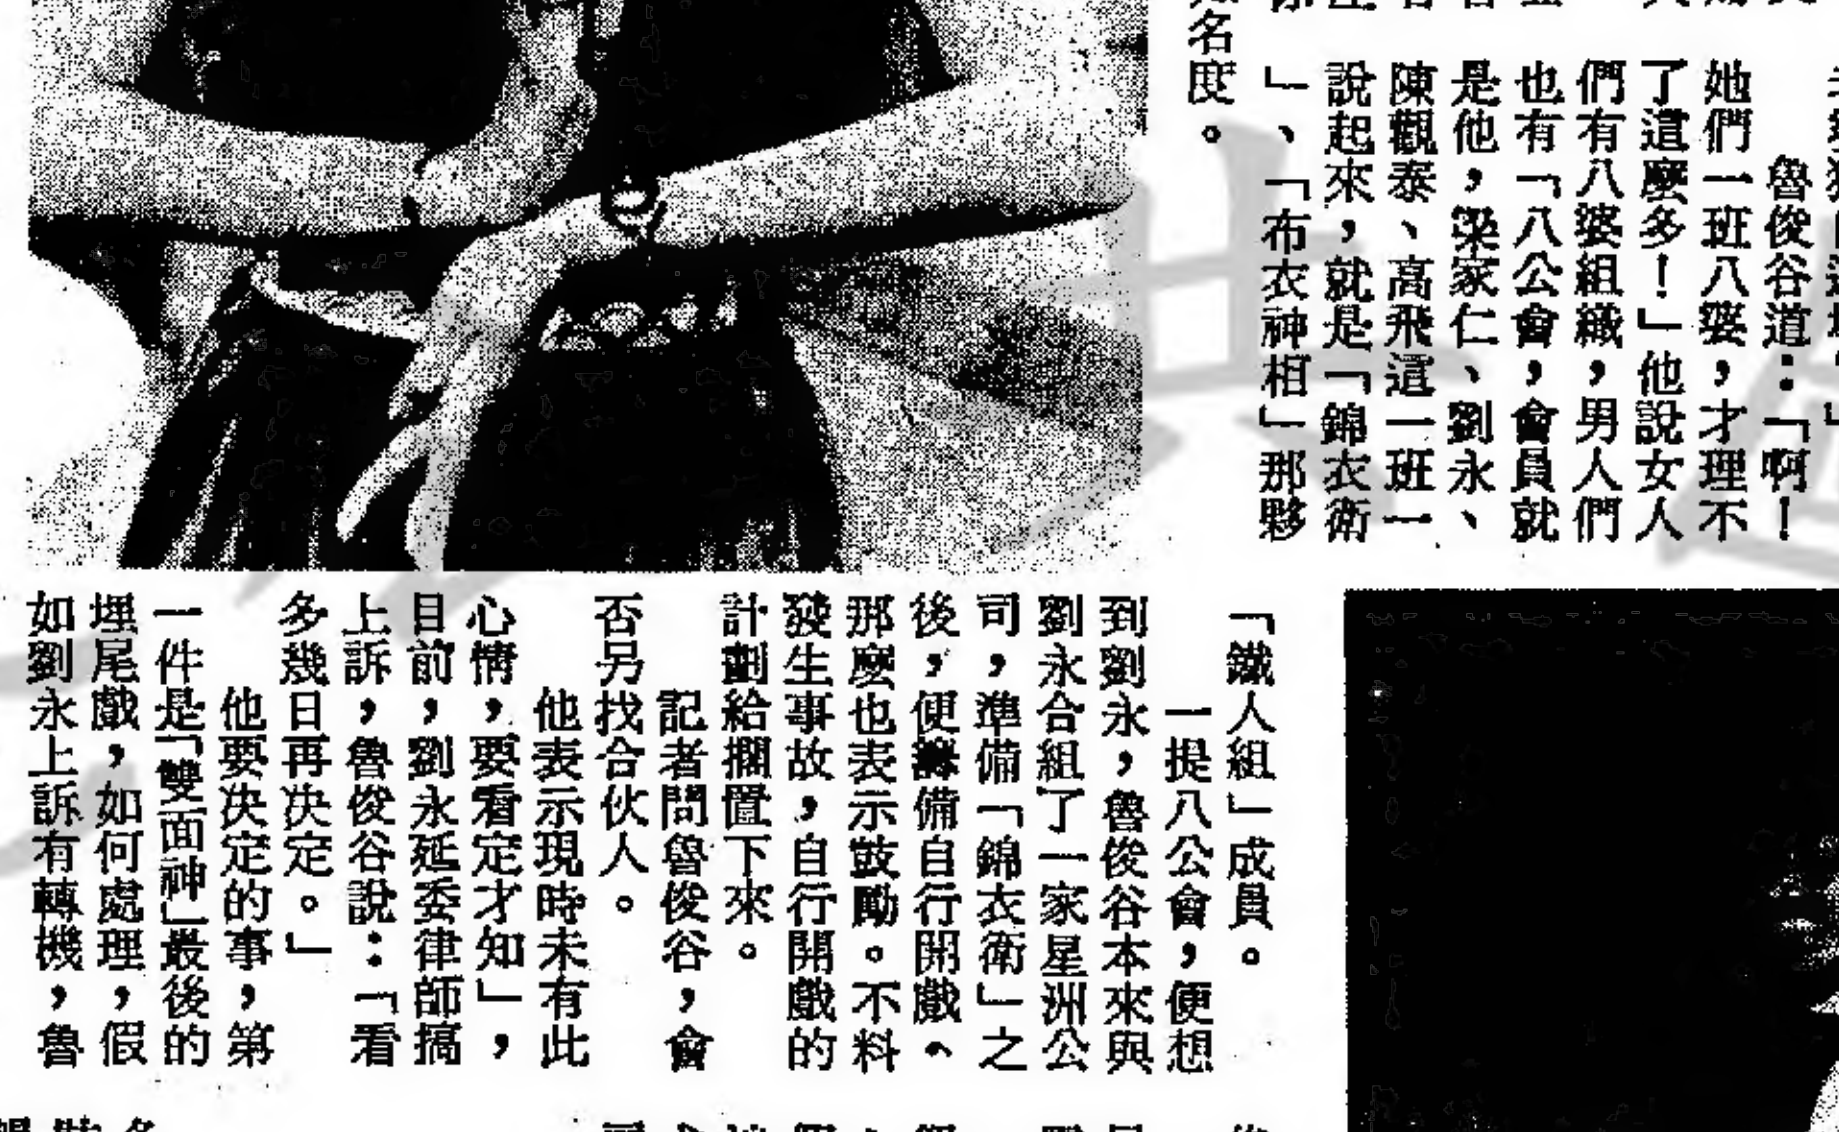 魯俊谷道：「啊！
她們一班八婆，才理不
了這麼多！」他說女人
們有八婆組織，男人們
也有「八公會，會員就
是他，梁家仁、劉永、
陳觀泰、高飛這一班一
說起來，就是「錦衣衛
」、「布衣神相」那夥
名度。
「鐵人組」成員。
一提八公會，便想
到劉永，魯俊谷本來與
劉永合組了一家星洲公
司，準備「錦衣衛」之
後，便籌備自行開戲、
那麼也表示鼓勵。不料
發生事故，自行開戲的
計劃給擱置下來。
記者問魯俊谷，會
否另找合伙人。
他表示現時未有此
心情，要看定才知」，
目前，劉永延委律師搞
上訴，魯俊谷說：「看
多幾日再决定。」
他要決定的事，第
一件是「雙面神」最後的
埋尾戲，如何處理，假
如劉永上訴有轉機，魯